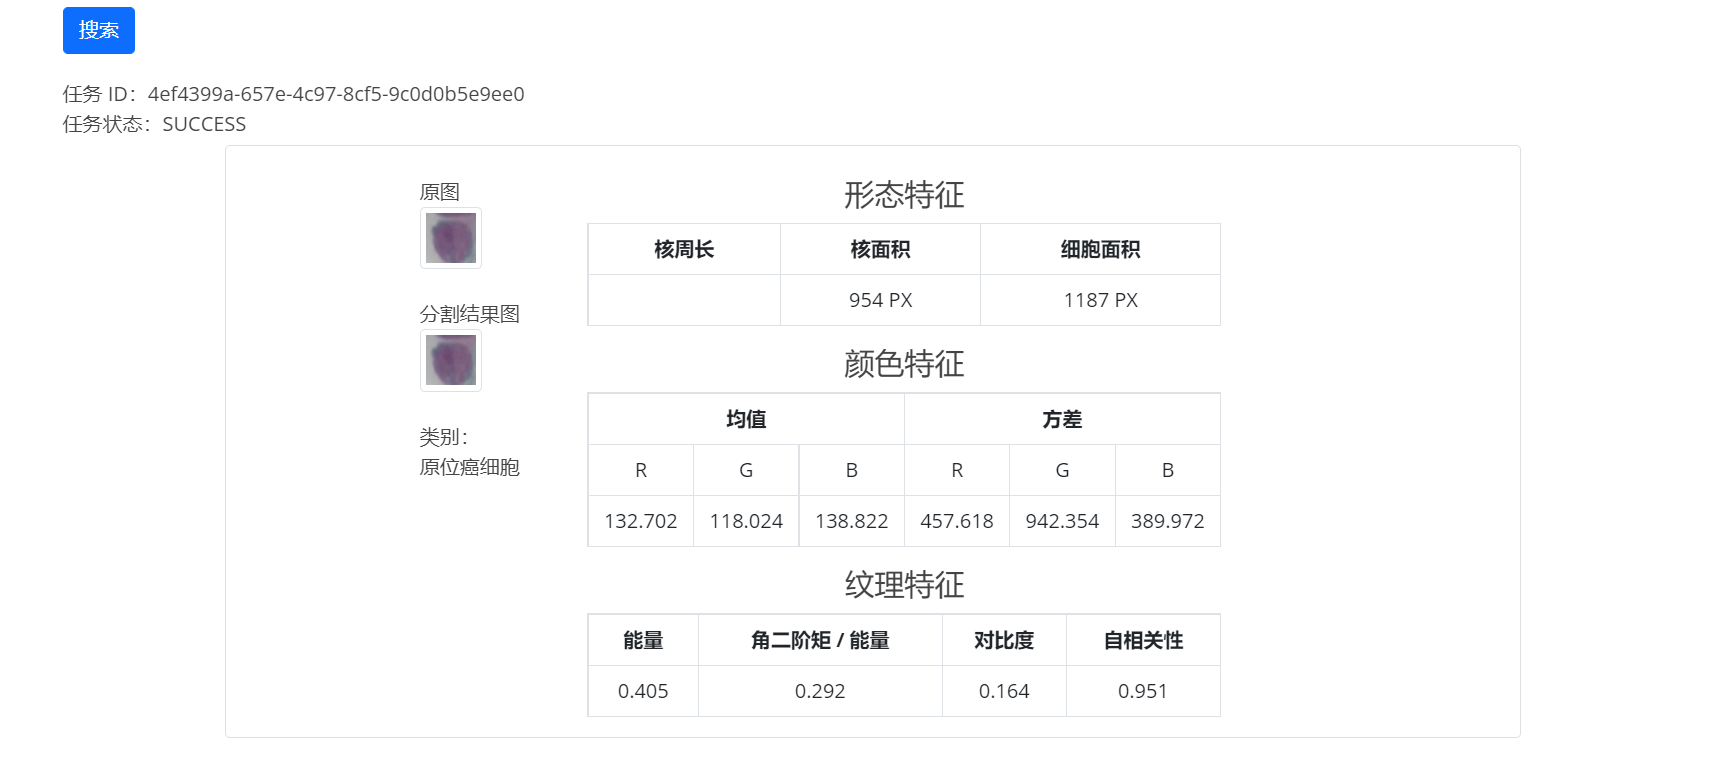 搜索
任务 ID：4ef4399a-657e-4c97-8cf5-9c0d0b5e9ee0
任务状态：SUCCESS
原图
分割结果图
类别：
原位癌细胞
形态特征
核周长 核面积 细胞面积
954 PX 1187 PX
颜色特征
均值 方差
R G B R G B
132.702 118.024 138.822 457.618 942.354 389.972
纹理特征
能量 角二阶矩 / 能量 对比度 自相关性
0.405 0.292 0.164 0.951